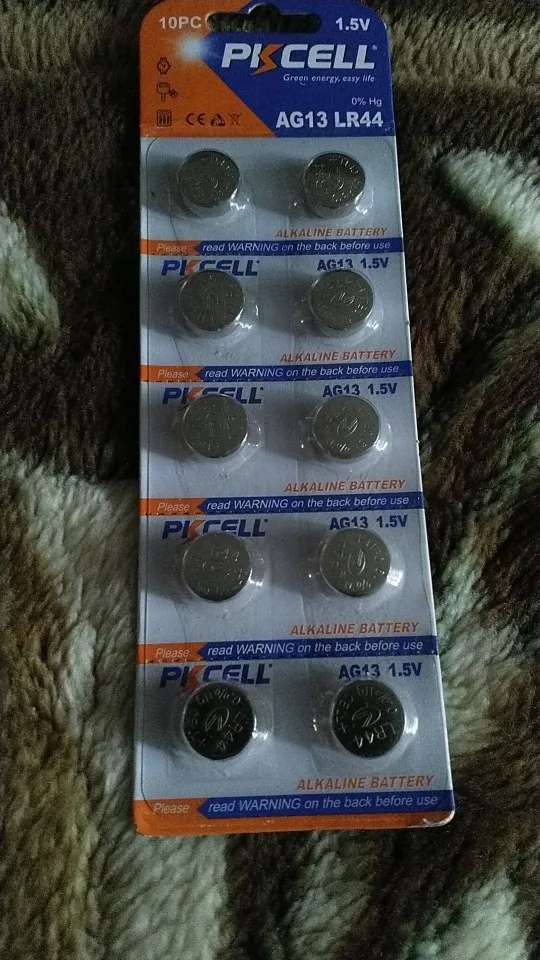 10PC
1.5V
PKCELL
Green energy, easy life
0% Hg
AG13 LR44
ALKALINE BATTERY
Please read WARNING on the back before use
PKCELL AG13 1.5V
ALKALINE BATTERY
Please read WARNING on the back before use
PKCELL AG13 1.5V
ALKALINE BATTERY
Please read WARNING on the back before use
PKCELL AG13 1.5V
ALKALINE BATTERY
Please read WARNING on the back before use
PKCELL AG13 1.5V
LR44
LR44
ALKALINE BATTERY
Please read WARNING on the back before use